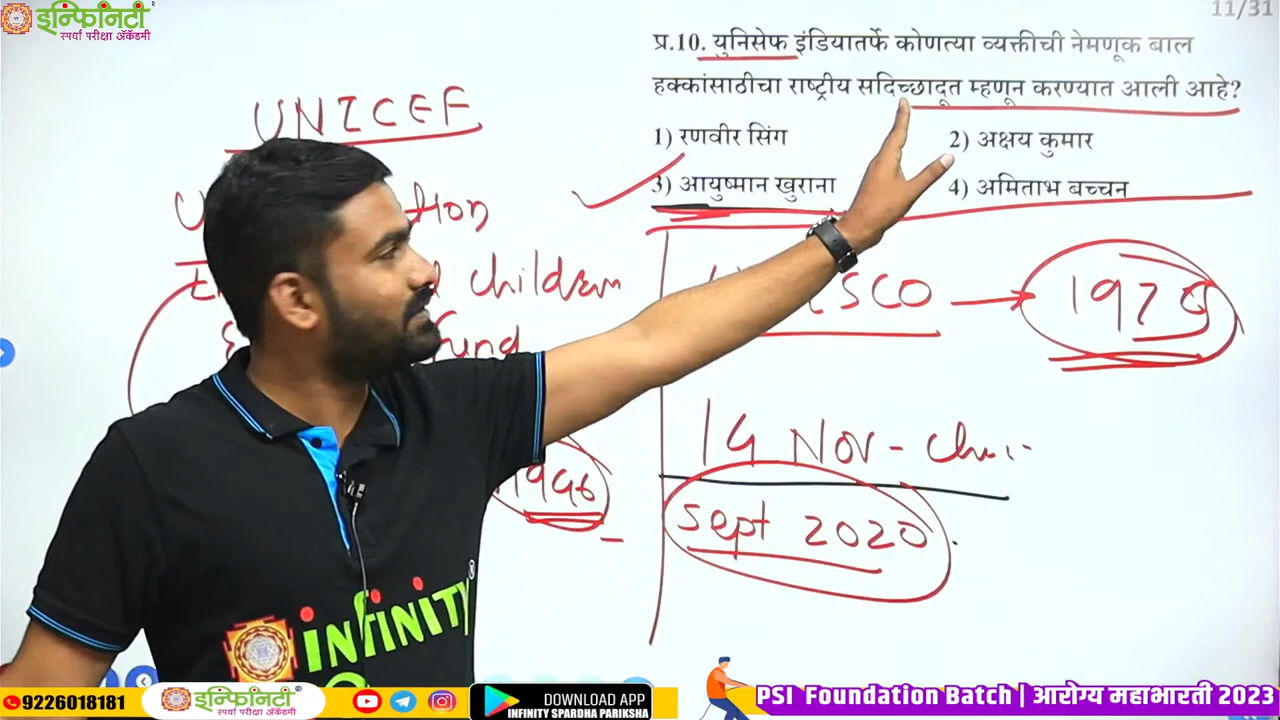 इन्फिनिटी
स्पर्धा परीक्षा अॅकॅडमी
11/31
प्र.10. युनिसेफ इंडियातर्फे कोणत्या व्यक्तीची नेमणूक बाल
हक्कांसाठीचा राष्ट्रीय सदिच्छादूत म्हणून करण्यात आली आहे?
1) रणवीर सिंग
2) अक्षय कुमार
3) आयुष्मान खुराना
4) अमिताभ बच्चन
UNICEF
children
Fund
1946
SCO
14 Nov -
Sept 2020
INFINITY
9226018181
इन्फिनिटी
स्पर्धा परीक्षा अॅकॅडमी
DOWNLOAD APP
INFINITY SPARDHA PARIKSHA
PSI Foundation Batch | आरोग्य महाभारती 2023